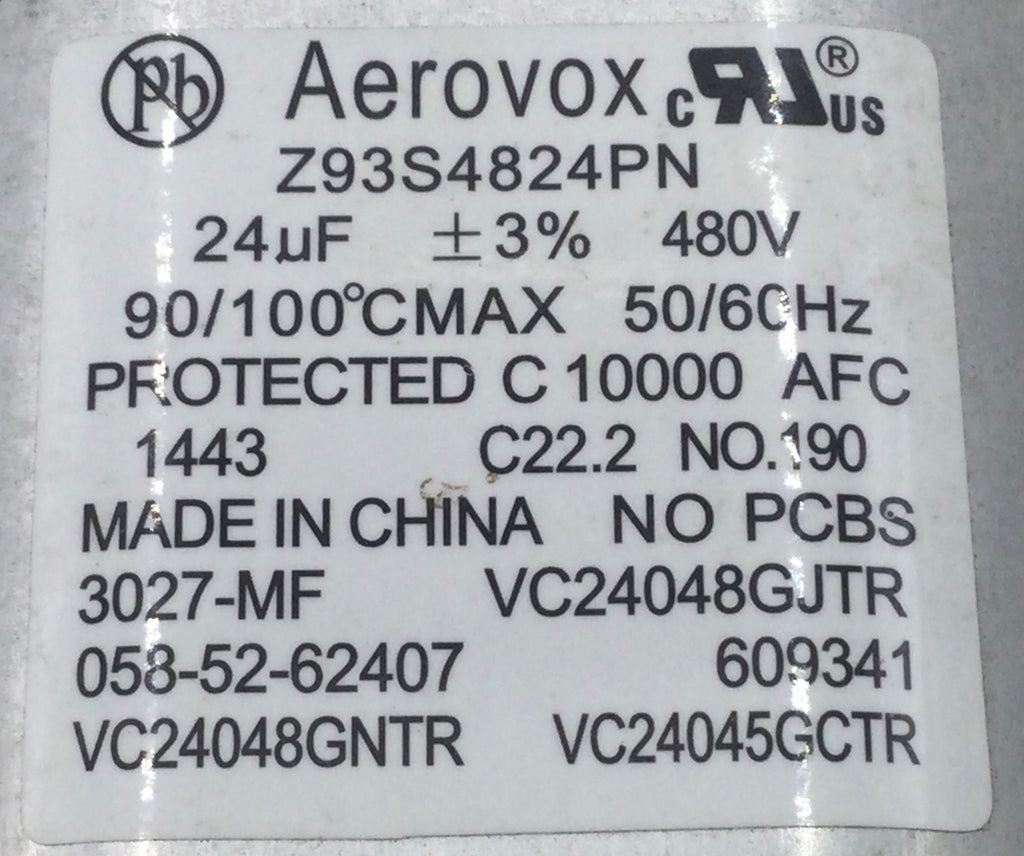 Pb Aerovox c RU ® US
Z93S4824PN
24µF ±3% 480V
90/100°CMAX 50/60Hz
PROTECTED C 10000 AFC
1443 C22.2 NO.190
MADE IN CHINA NO PCBS
3027-MF VC24048GJTR
058-52-62407 609341
VC24048GNTR VC24045GCTR